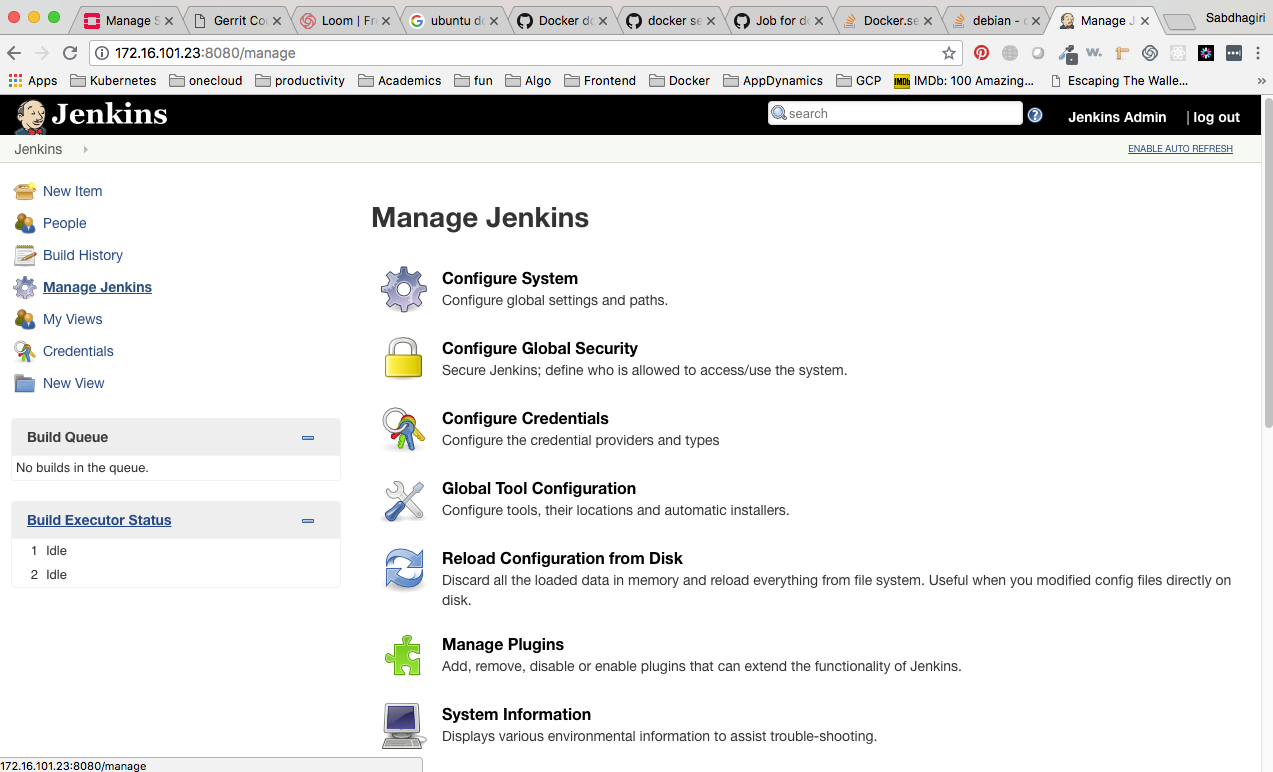 Manage S
Gerrit Co
Loom | Fr
ubuntu do
Docker do
docker se
Job for do
Docker.se
debian - c
Manage J
Sabdhagiri
172.16.101.23:8080/manage
Apps Kubernetes onecloud productivity Academics fun Algo Frontend Docker AppDynamics GCP IMDb IMDb: 100 Amazing... Escaping The Walle... »
Jenkins
search
?
Jenkins Admin
| log out
Jenkins
ENABLE AUTO REFRESH
New Item
People
Build History
Manage Jenkins
My Views
Credentials
New View
Build Queue
No builds in the queue.
Build Executor Status
1 Idle
2 Idle
Manage Jenkins
Configure System
Configure global settings and paths.
Configure Global Security
Secure Jenkins; define who is allowed to access/use the system.
Configure Credentials
Configure the credential providers and types
Global Tool Configuration
Configure tools, their locations and automatic installers.
Reload Configuration from Disk
Discard all the loaded data in memory and reload everything from file system. Useful when you modified config files directly on
disk.
Manage Plugins
Add, remove, disable or enable plugins that can extend the functionality of Jenkins.
System Information
Displays various environmental information to assist trouble-shooting.
172.16.101.23:8080/manage